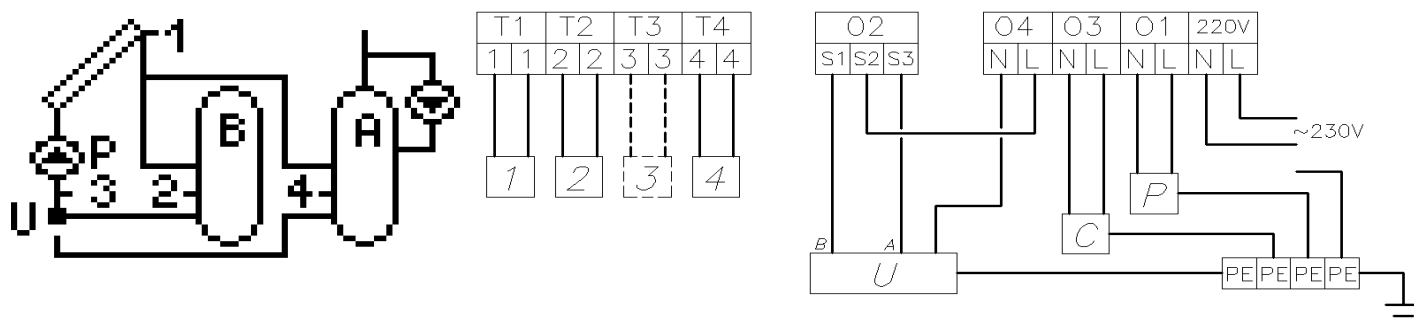 1
B A
P
3 2 4
U
T1 T2 T3 T4
1 1 2 2 3 3 4 4
1 2 3 4
O2 O4 O3 O1 220V
S1 S2 S3 N L N L N L N L
~230V
P
C
B A
U
PE PE PE PE